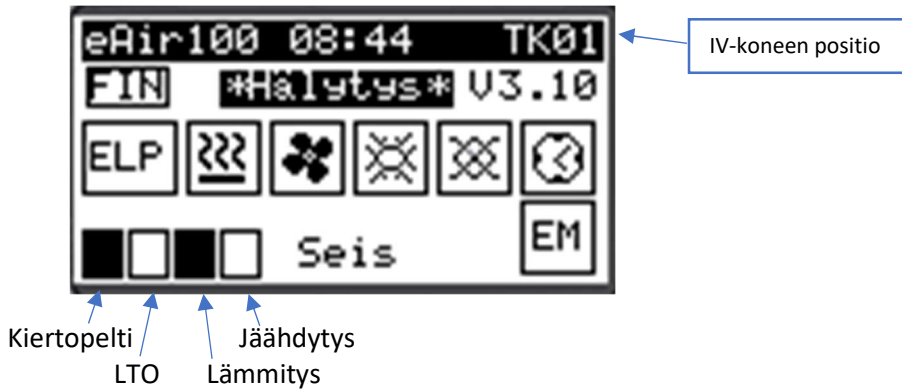 eAir100 08:44 TK01
IV-koneen positio
FIN *Hälytys* V3.10
ELP
EM
Seis
Kiertopelti Jäähdytys
LTO Lämmitys